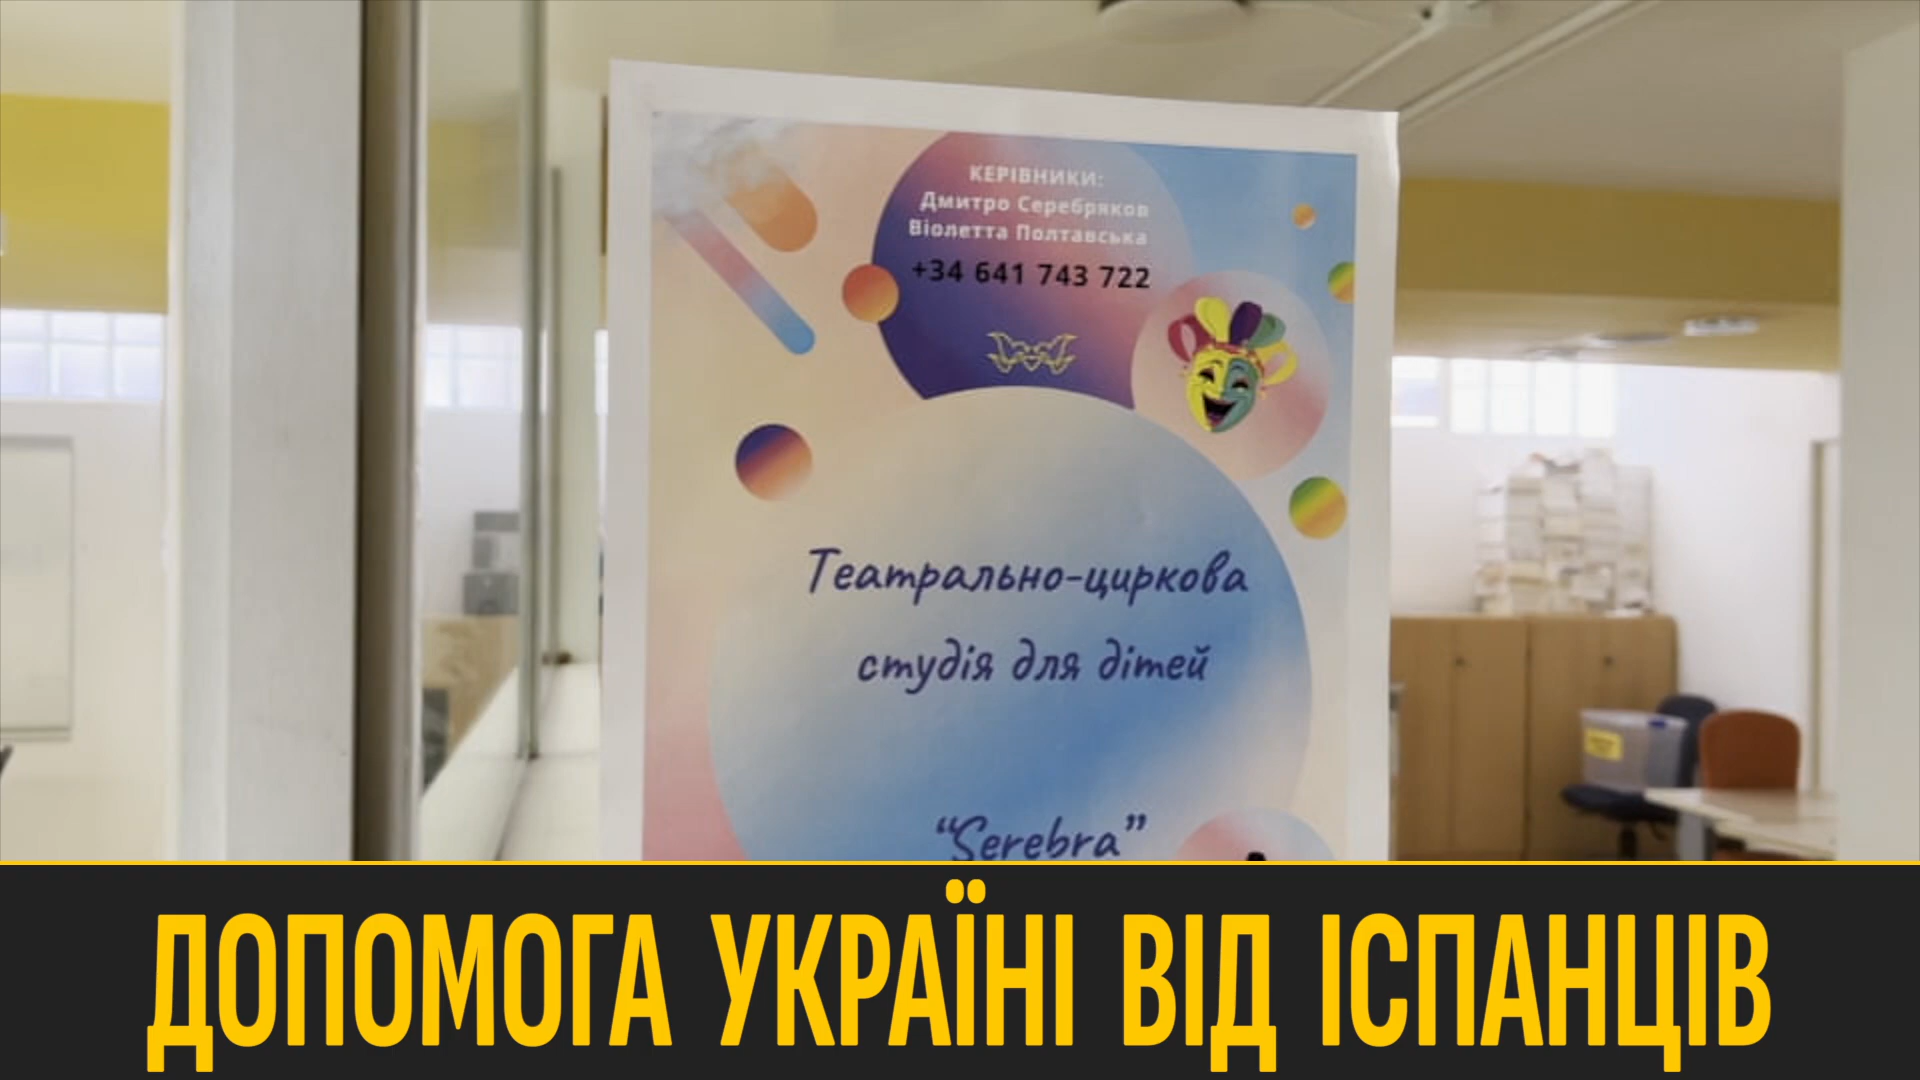 КЕРІВНИКИ:
Дмитро Серебряков
Віолетта Полтавська
+34 641 743 722
Театрально-циркова
студія для дітей
“Serebra”
ДОПОМОГА УКРАЇНІ ВІД ІСПАНЦІВ